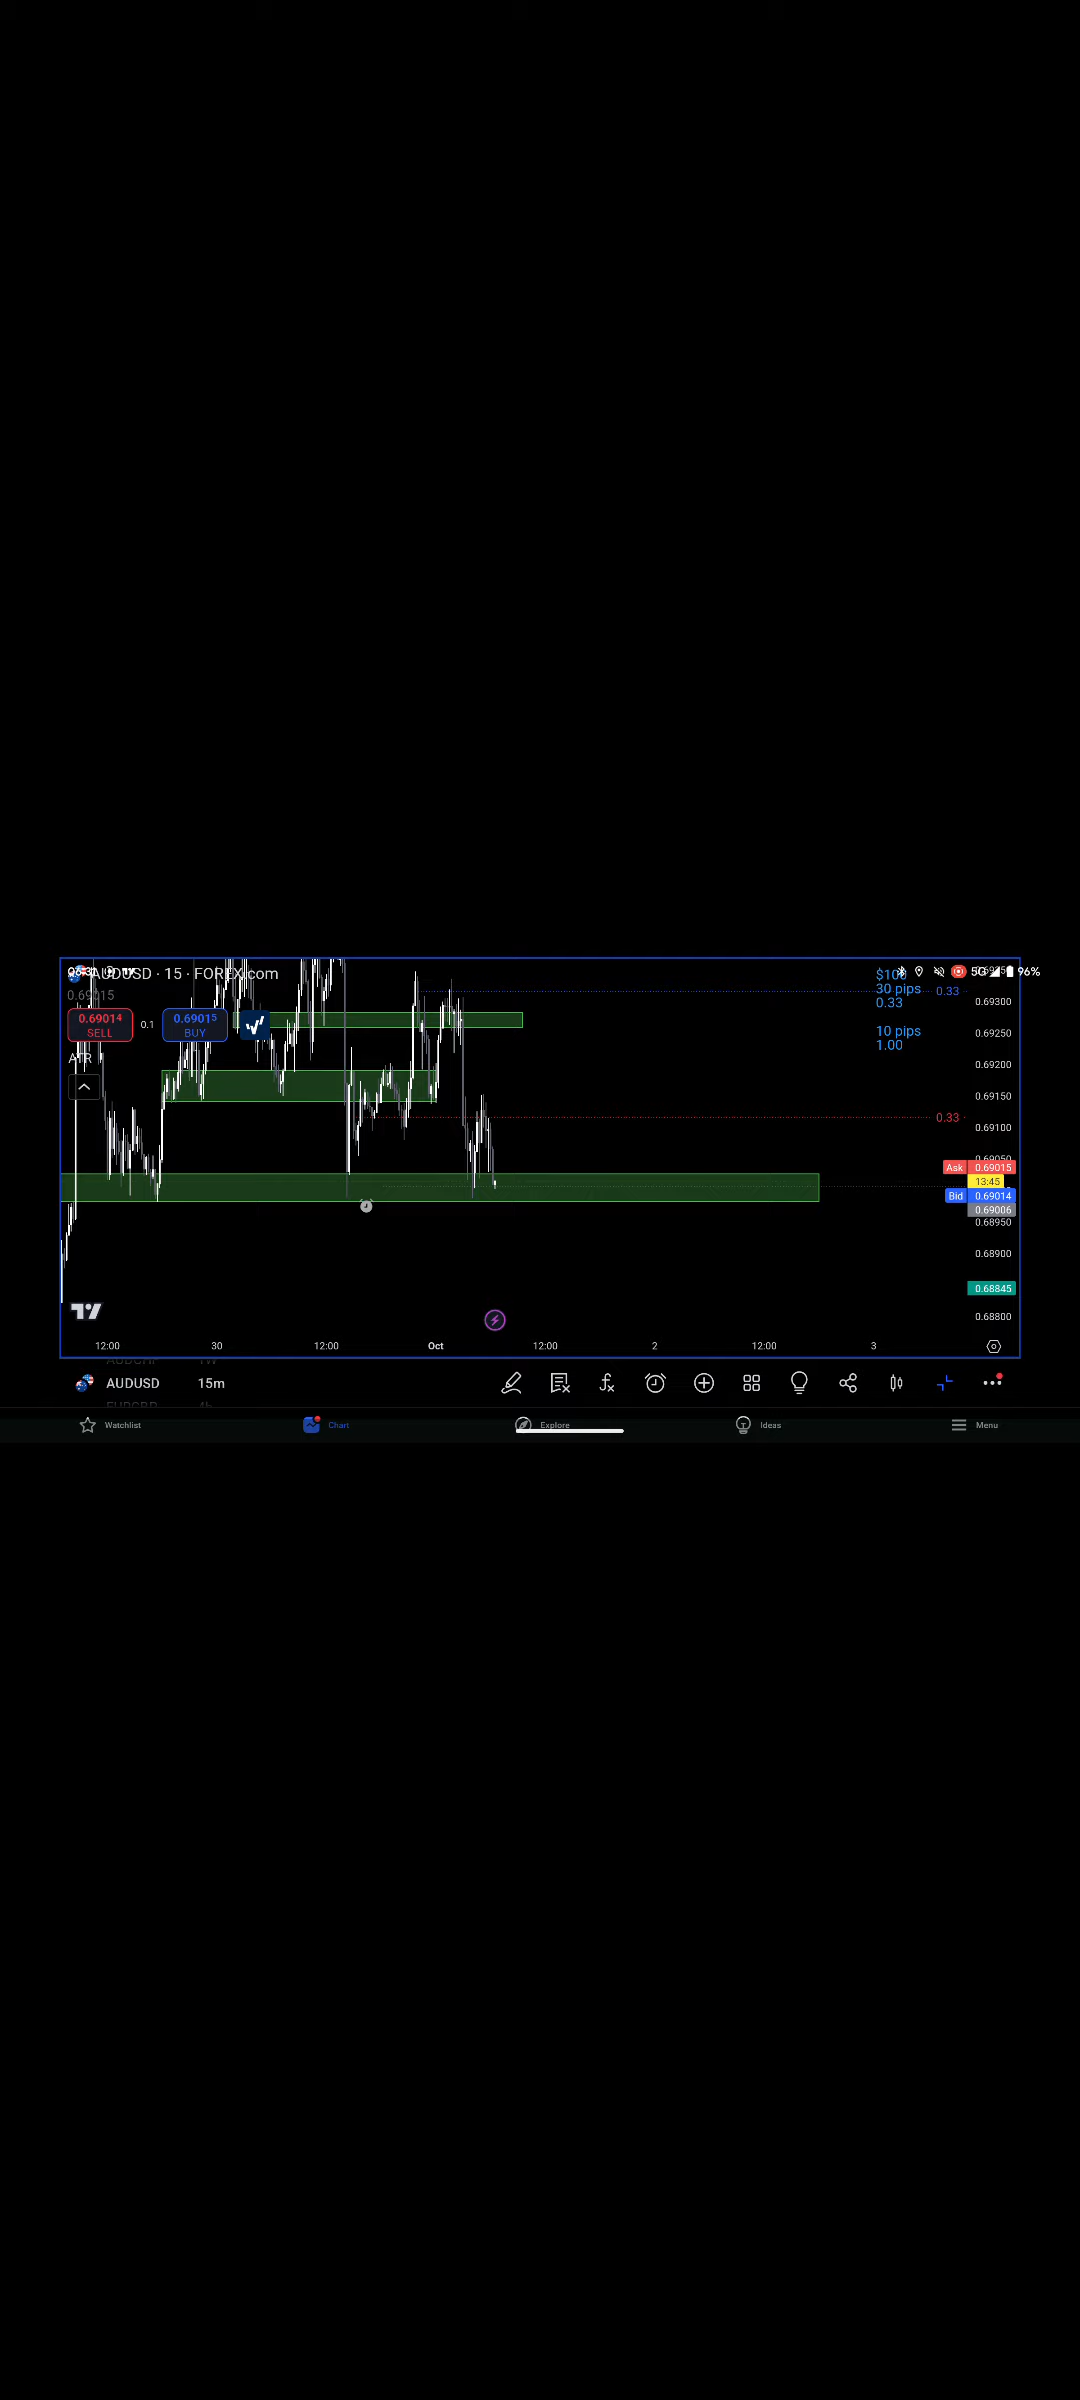 AUDUSD · 15 · FOREX.com
96%
5G
$100
30 pips
0.33
0.33
0.69300
0.69014
SELL
0.1
0.69015
BUY
10 pips
1.00
0.69250
ATR
0.69200
0.69150
0.33
0.69100
0.69050
Ask 0.69015
13:45
Bid 0.69014
0.69006
0.68950
0.68900
0.68845
0.68800
12:00 30 12:00 Oct 12:00 2 12:00 3
AUDUSD 15m
Watchlist Chart Explore Ideas Menu